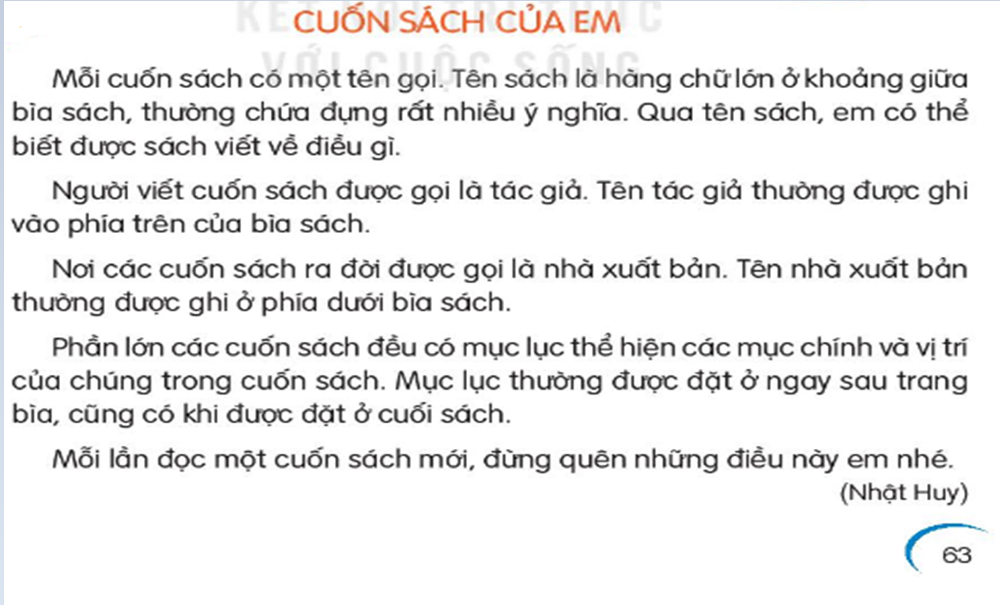 KẾT NỐI TRI THỨC
CUỐN SÁCH CỦA EM
VỚI CUỘC SỐNG
Mỗi cuốn sách có một tên gọi. Tên sách là hàng chữ lớn ở khoảng giữa
bìa sách, thường chứa đựng rất nhiều ý nghĩa. Qua tên sách, em có thể
biết được sách viết về điều gì.
Người viết cuốn sách được gọi là tác giả. Tên tác giả thường được ghi
vào phía trên của bìa sách.
Nơi các cuốn sách ra đời được gọi là nhà xuất bản. Tên nhà xuất bản
thường được ghi ở phía dưới bìa sách.
Phần lớn các cuốn sách đều có mục lục thể hiện các mục chính và vị trí
của chúng trong cuốn sách. Mục lục thường được đặt ở ngay sau trang
bìa, cũng có khi được đặt ở cuối sách.
Mỗi lần đọc một cuốn sách mới, đừng quên những điều này em nhé.
(Nhật Huy)
63